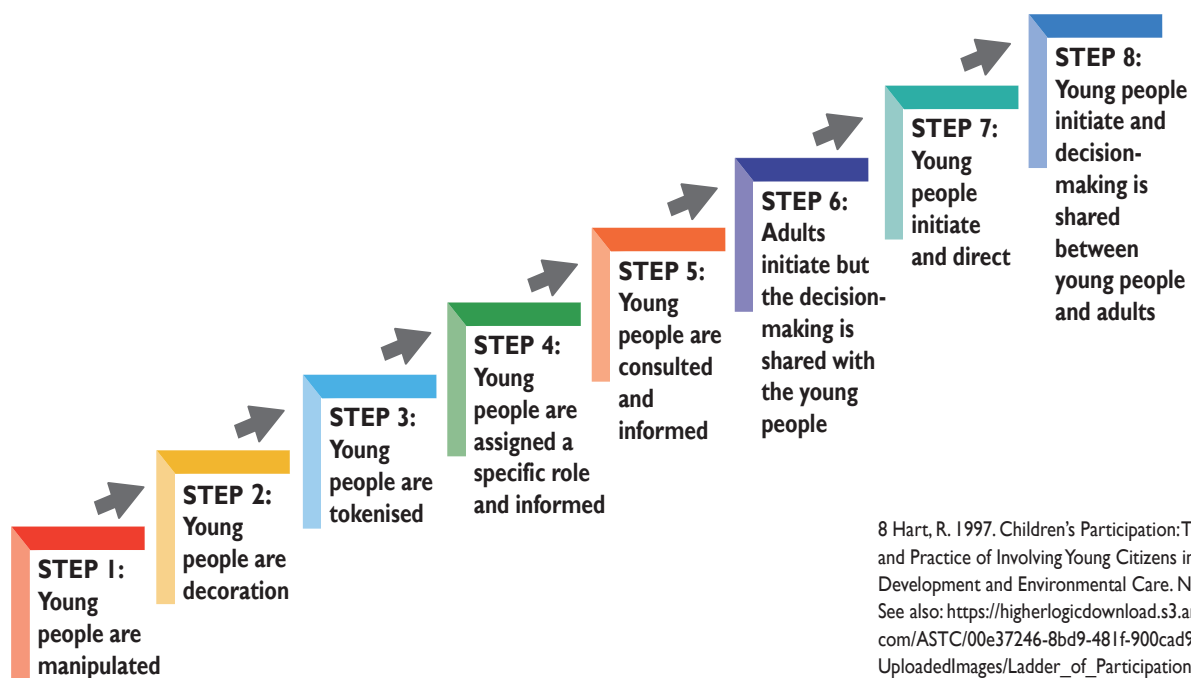 STEP 1:
Young
people are
manipulated
STEP 2:
Young
people are
decoration
STEP 3:
Young
people are
tokenised
STEP 4:
Young
people are
assigned a
specific role
and informed
STEP 5:
Young
people are
consulted
and
informed
STEP 6:
Adults
initiate but
the decision-
making is
shared with
the young
people
STEP 7:
Young
people
initiate
and direct
STEP 8:
Young people
initiate and
decision-
making is
shared
between
young people
and adults
8 Hart, R. 1997. Children’s Participation: T
and Practice of Involving Young Citizens in
Development and Environmental Care. N
See also: https://higherlogicdownload.s3.a
com/ASTC/00e37246-8bd9-481f-900cad9
UploadedImages/Ladder_of_Participation